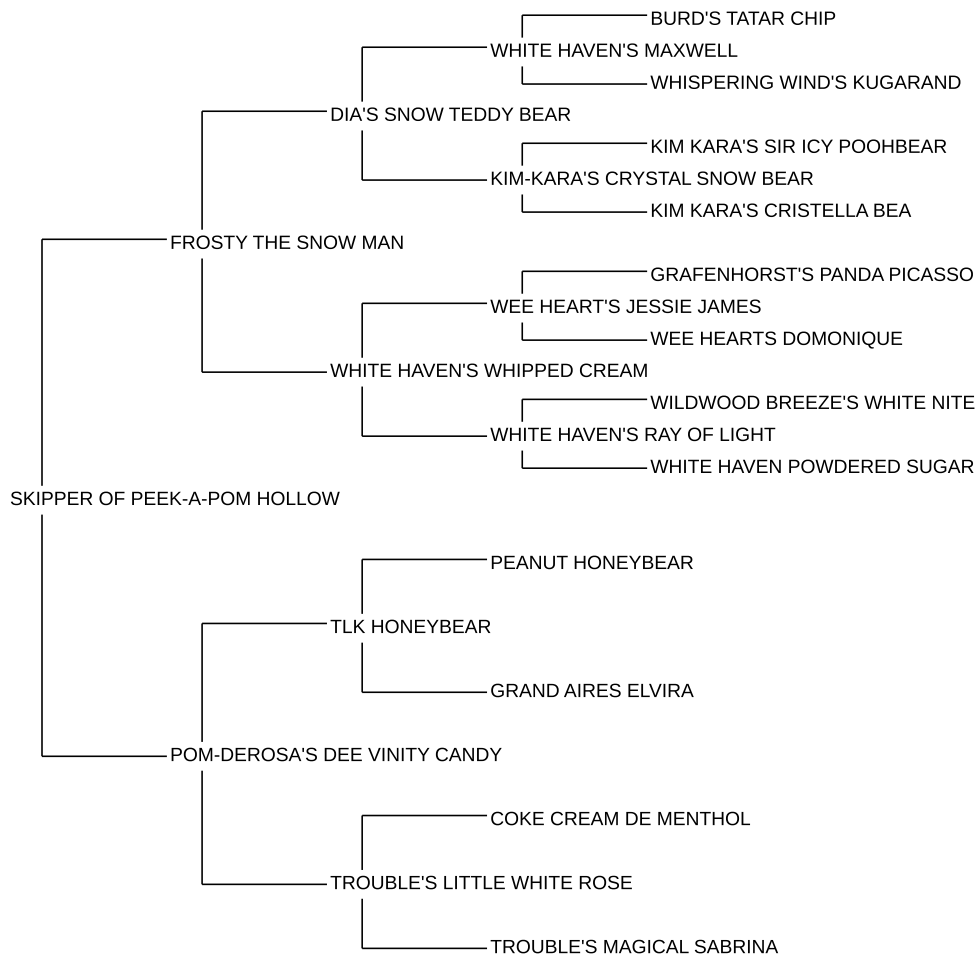 BURD'S TATAR CHIP
WHITE HAVEN'S MAXWELL
WHISPERING WIND'S KUGARAND
DIA'S SNOW TEDDY BEAR
KIM KARA'S SIR ICY POOHBEAR
KIM-KARA'S CRYSTAL SNOW BEAR
KIM KARA'S CRISTELLA BEA
FROSTY THE SNOW MAN
GRAFENHORST'S PANDA PICASSO
WEE HEART'S JESSIE JAMES
WEE HEARTS DOMONIQUE
WHITE HAVEN'S WHIPPED CREAM
WILDWOOD BREEZE'S WHITE NITE
WHITE HAVEN'S RAY OF LIGHT
WHITE HAVEN POWDERED SUGAR
SKIPPER OF PEEK-A-POM HOLLOW
PEANUT HONEYBEAR
TLK HONEYBEAR
GRAND AIRES ELVIRA
POM-DEROSA'S DEE VINITY CANDY
COKE CREAM DE MENTHOL
TROUBLE'S LITTLE WHITE ROSE
TROUBLE'S MAGICAL SABRINA